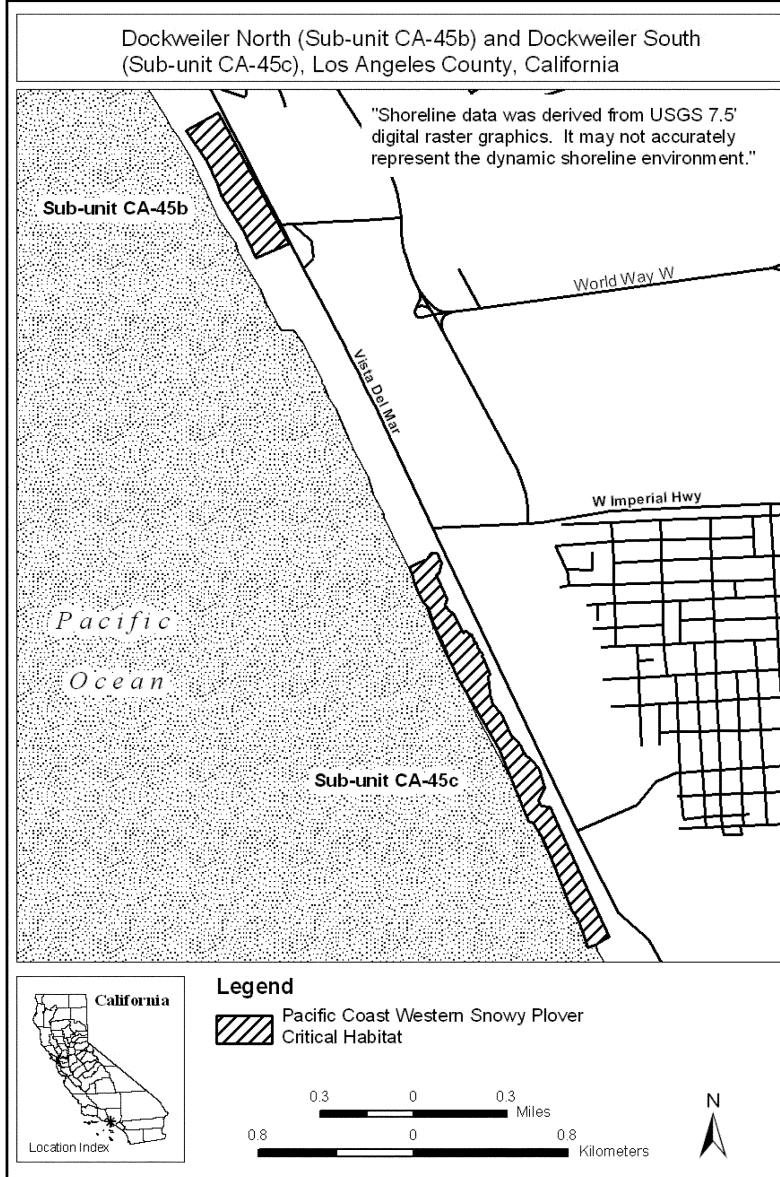 Dockweiler North (Sub-unit CA-45b) and Dockweiler South
(Sub-unit CA-45c), Los Angeles County, California
"Shoreline data was derived from USGS 7.5'
digital raster graphics. It may not accurately
represent the dynamic shoreline environment."
Sub-unit CA-45b
World Way W
Vista Del Mar
W Imperial Hwy
Pacific
Ocean
Sub-unit CA-45c
California
Location Index
Legend
Pacific Coast Western Snowy Plover
Critical Habitat
0.3 0 0.3
Miles
0.8 0 0.8
Kilometers
N